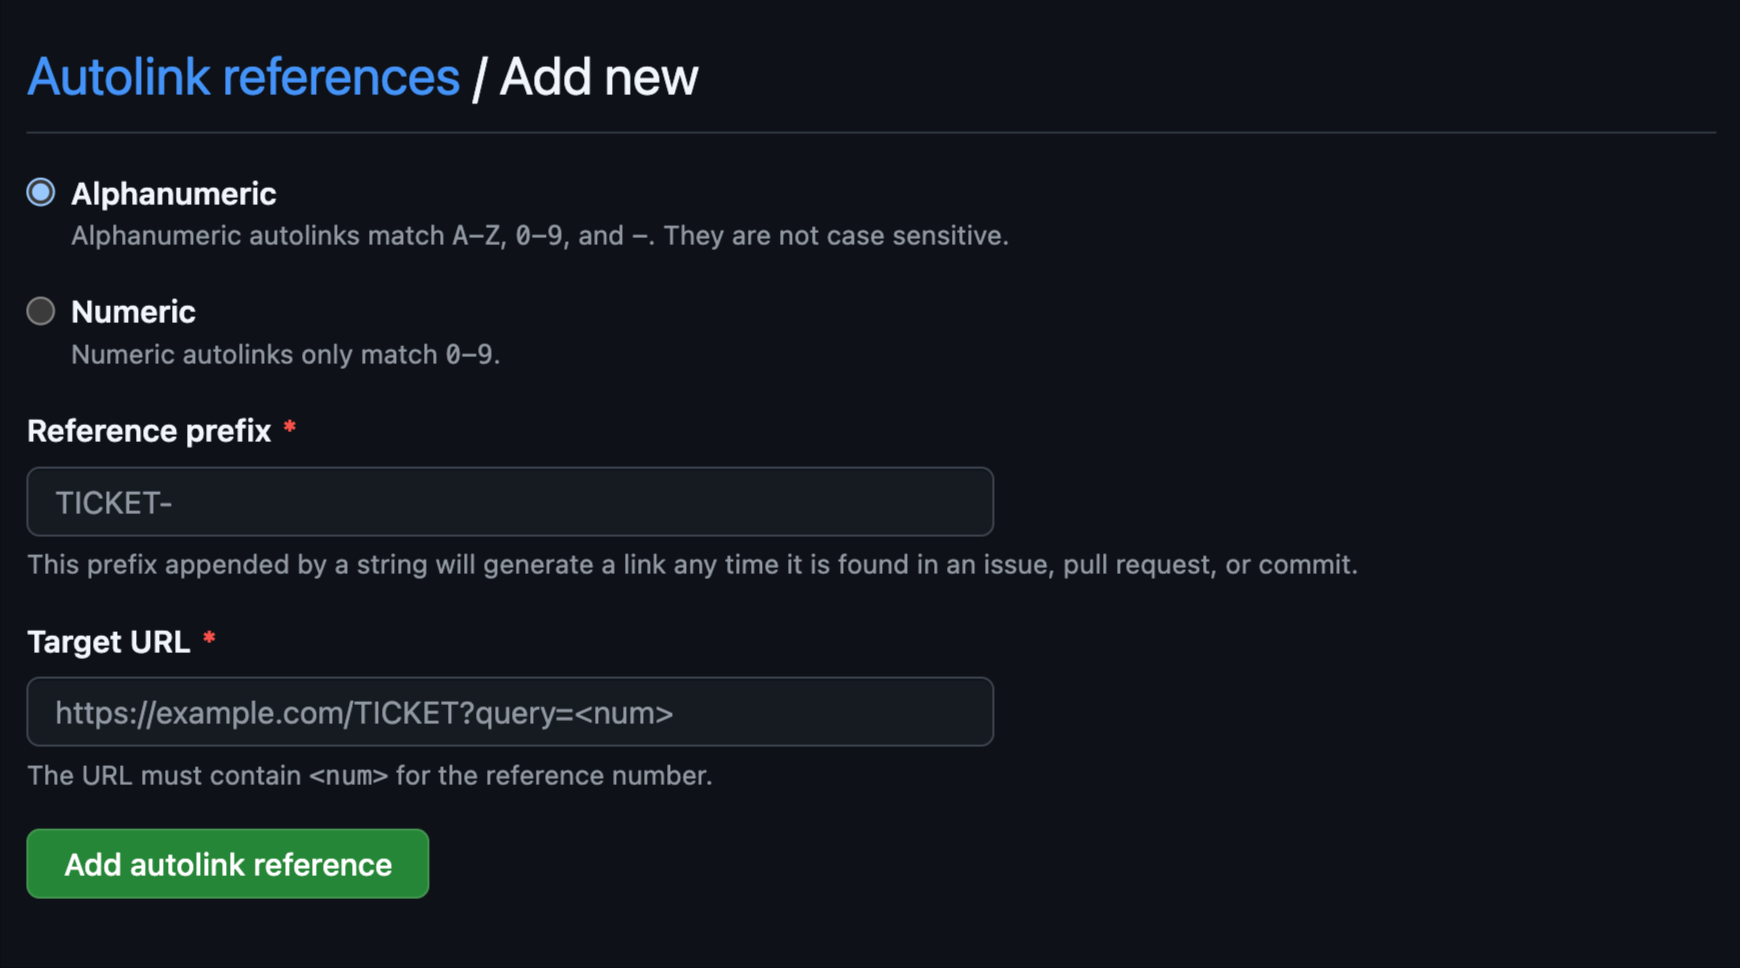 Autolink references / Add new
Alphanumeric
Alphanumeric autolinks match A–Z, 0–9, and –. They are not case sensitive.
Numeric
Numeric autolinks only match 0–9.
Reference prefix *
TICKET-
This prefix appended by a string will generate a link any time it is found in an issue, pull request, or commit.
Target URL *
https://example.com/TICKET?query=<num>
The URL must contain <num> for the reference number.
Add autolink reference